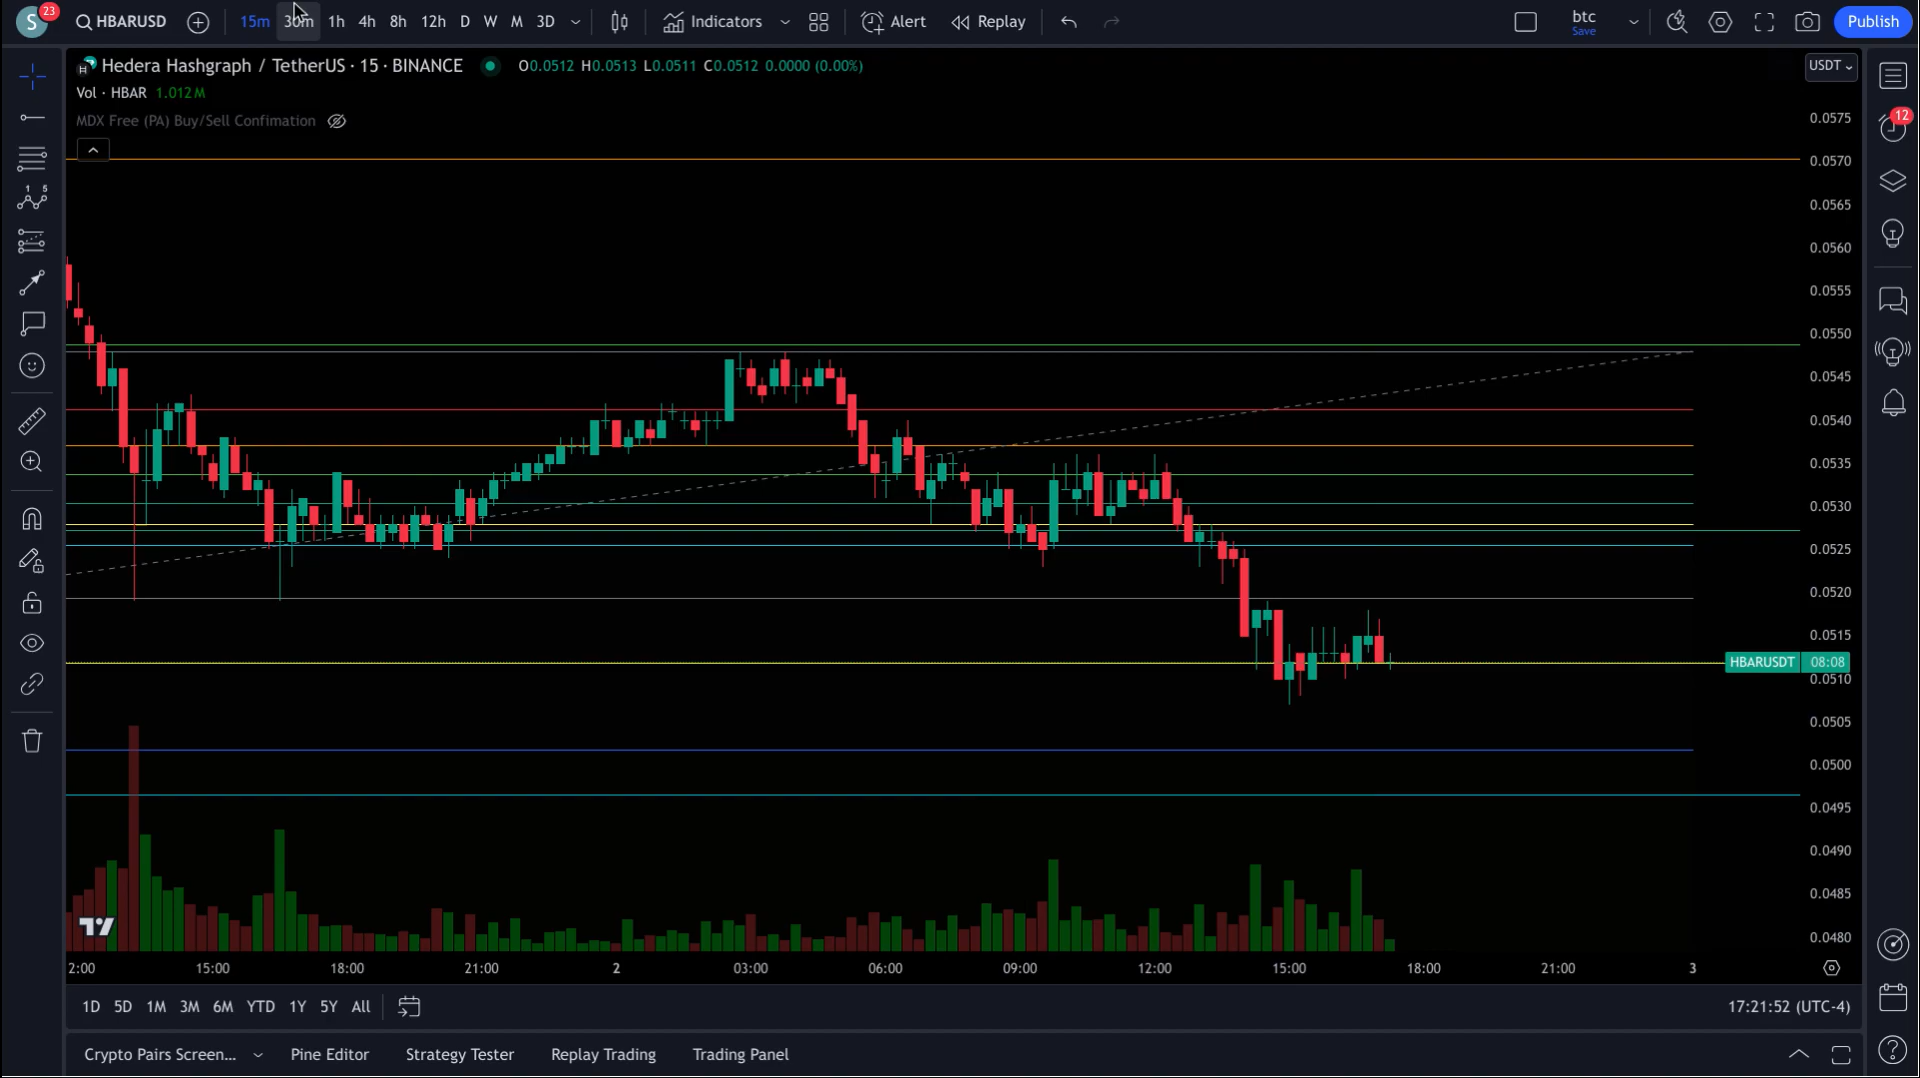 S 23 HBARUSD 15m 30m 1h 4h 8h 12h D W M 3D Indicators Alert Replay btc Save Publish
Hedera Hashgraph / TetherUS · 15 · BINANCE O0.0512 H0.0513 L0.0511 C0.0512 0.0000 (0.00%) USDT
Vol · HBAR 1.012M
MDX Free (PA) Buy/Sell Confimation
12
1 5
0.0575
0.0570
0.0565
0.0560
0.0555
0.0550
0.0545
0.0540
0.0535
0.0530
0.0525
0.0520
0.0515
HBARUSDT 08:08
0.0510
0.0505
0.0500
0.0495
0.0490
0.0485
0.0480
2:00 15:00 18:00 21:00 2 03:00 06:00 09:00 12:00 15:00 18:00 21:00 3
1D 5D 1M 3M 6M YTD 1Y 5Y All 17:21:52 (UTC-4)
Crypto Pairs Screen... Pine Editor Strategy Tester Replay Trading Trading Panel